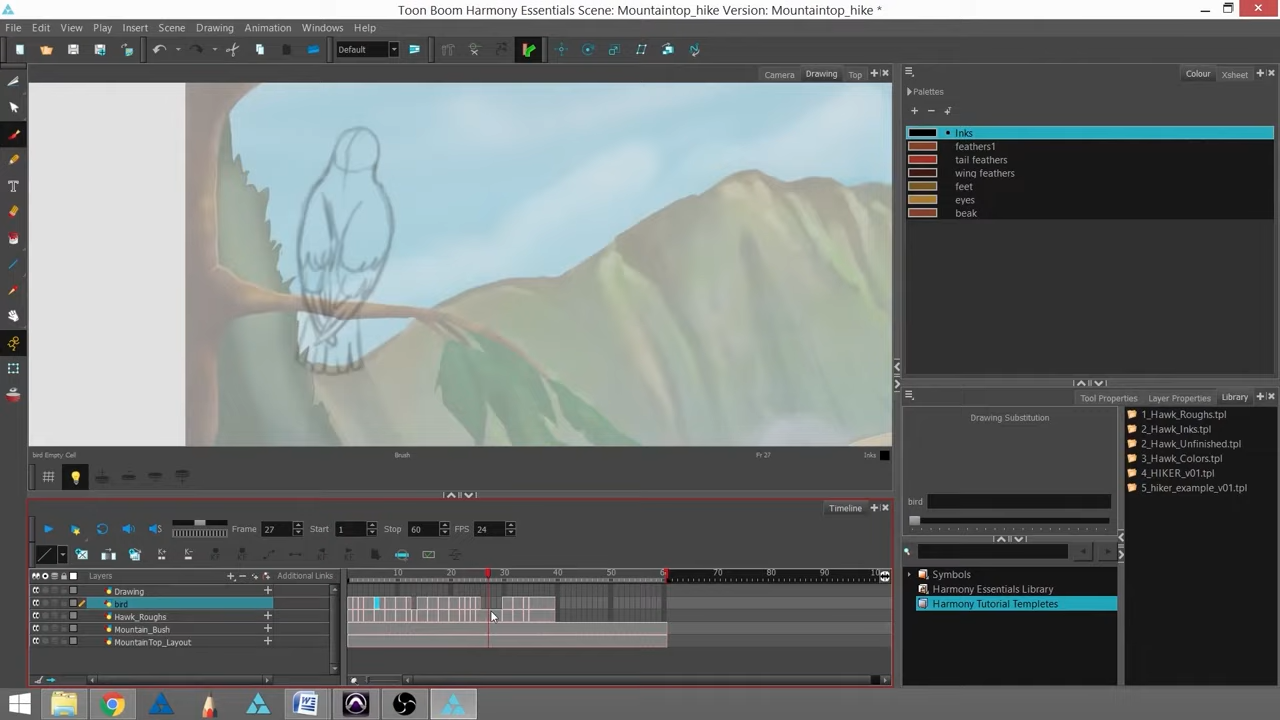 Toon Boom Harmony Essentials Scene: Mountaintop_hike Version: Mountaintop_hike *
File Edit View Play Insert Scene Drawing Animation Windows Help
Default
Camera Drawing Top
Colour Xsheet
Palettes
Inks
feathers1
tail feathers
wing feathers
feet
eyes
beak
Tool Properties Layer Properties Library
Drawing Substitution
1_Hawk_Roughs.tpl
2_Hawk_Inks.tpl
2_Hawk_Unfinished.tpl
3_Hawk_Colors.tpl
4_HIKER_v01.tpl
5_hiker_example_v01.tpl
bird
bird Empty Cell Brush Fr 27 Inks
Timeline
Frame 27 Start 1 Stop 60 FPS 24
Layers Additional Links
10 20 30 40 50 60 70 80 90
Drawing
bird
Hawk_Roughs
Mountain_Bush
MountainTop_Layout
Symbols
Harmony Essentials Library
Harmony Tutorial Templetes